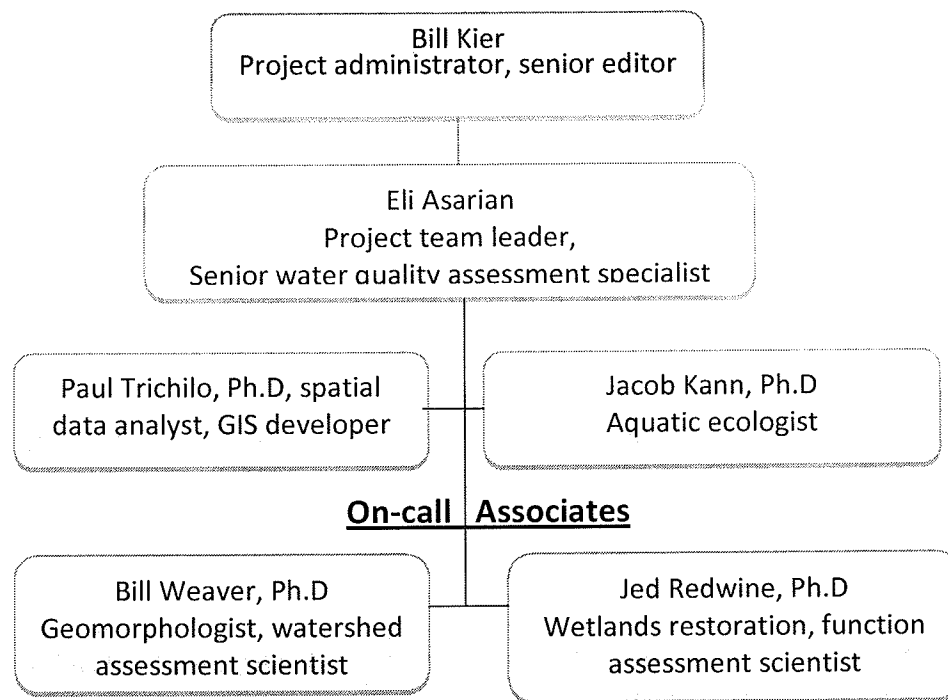 Bill Kier
Project administrator, senior editor
Eli Asarian
Project team leader,
Senior water quality assessment specialist
Paul Trichilo, Ph.D, spatial
data analyst, GIS developer
Jacob Kann, Ph.D
Aquatic ecologist
On-call Associates
Bill Weaver, Ph.D
Geomorphologist, watershed
assessment scientist
Jed Redwine, Ph.D
Wetlands restoration, function
assessment scientist